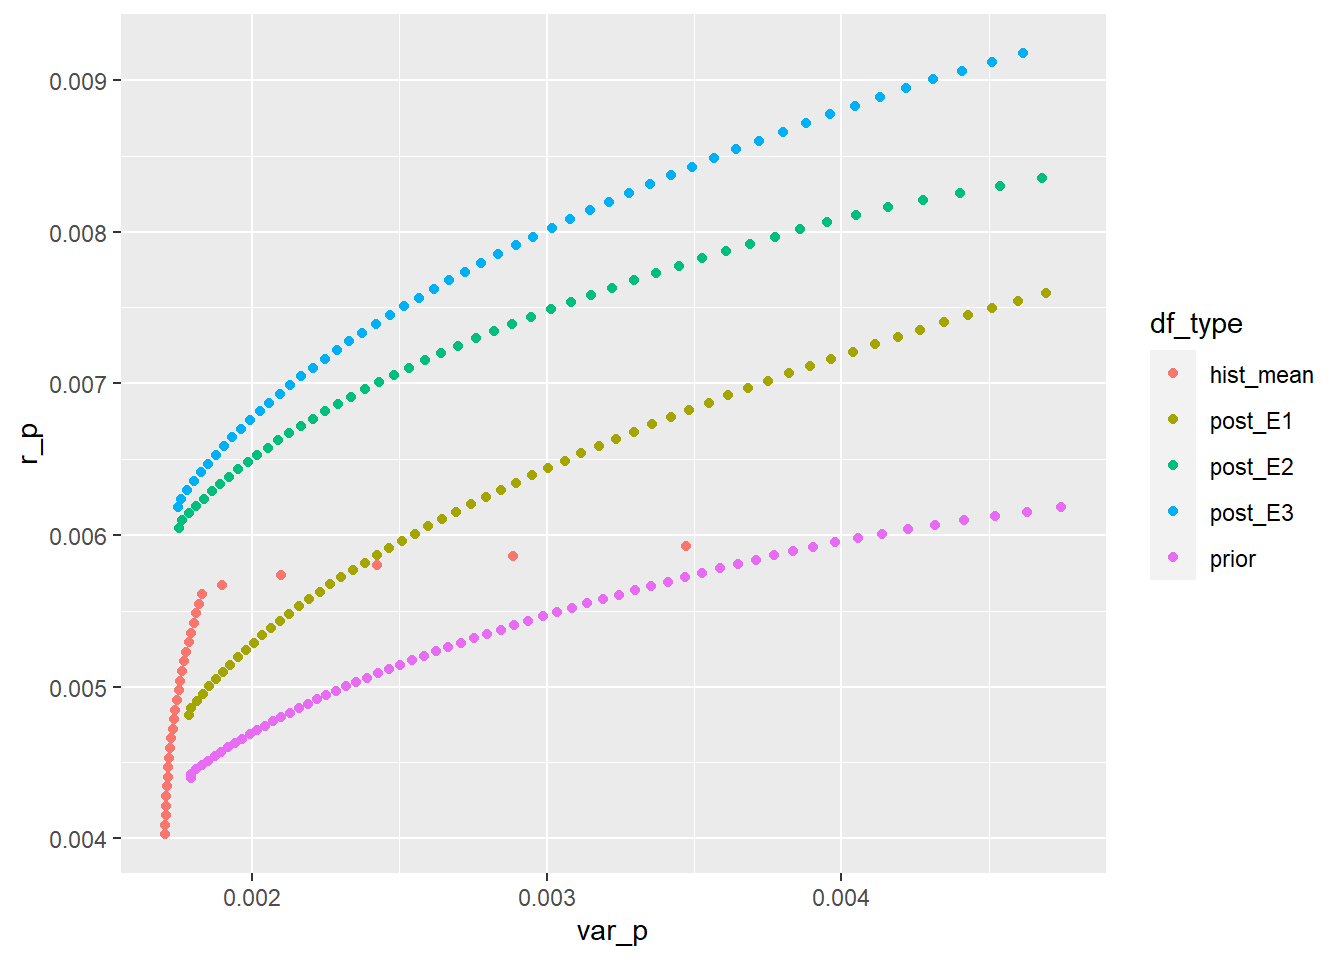 0.009
0.008
0.007
0.006
0.005
0.004
r_p
0.002
0.003
0.004
var_p
df_type
hist_mean
post_E1
post_E2
post_E3
prior